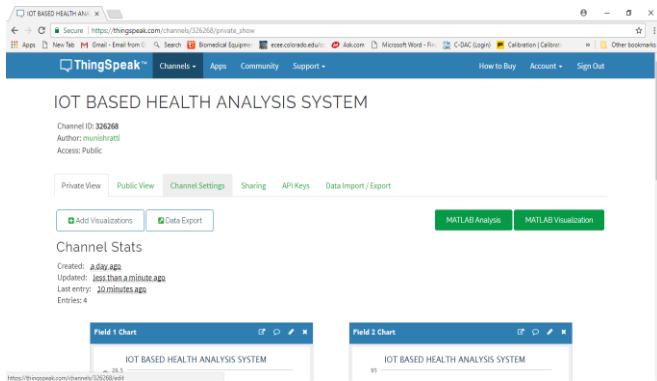 IOT BASED HEALTH ANA
Secure | https://thingspeak.com/channels/326268/private_show
Apps New Tab Gmail - Email from G Search Biomedical Equipme ecee.colorado.edu/ Ask.com Microsoft Word - C-DAC (Login) Calibration | Calibrat » Other bookmarks
ThingSpeak™ Channels Apps Community Support How to Buy Account Sign Out
IOT BASED HEALTH ANALYSIS SYSTEM
Channel ID: 326268
Author: munishratti
Access: Public
Private View Public View Channel Settings Sharing API Keys Data Import / Export
Add Visualizations Data Export MATLAB Analysis MATLAB Visualization
Channel Stats
Created: a day ago
Updated: less than a minute ago
Last entry: 10 minutes ago
Entries: 4
Field 1 Chart Field 2 Chart
IOT BASED HEALTH ANALYSIS SYSTEM IOT BASED HEALTH ANALYSIS SYSTEM
26.5 95
https://thingspeak.com/channels/326268/edit